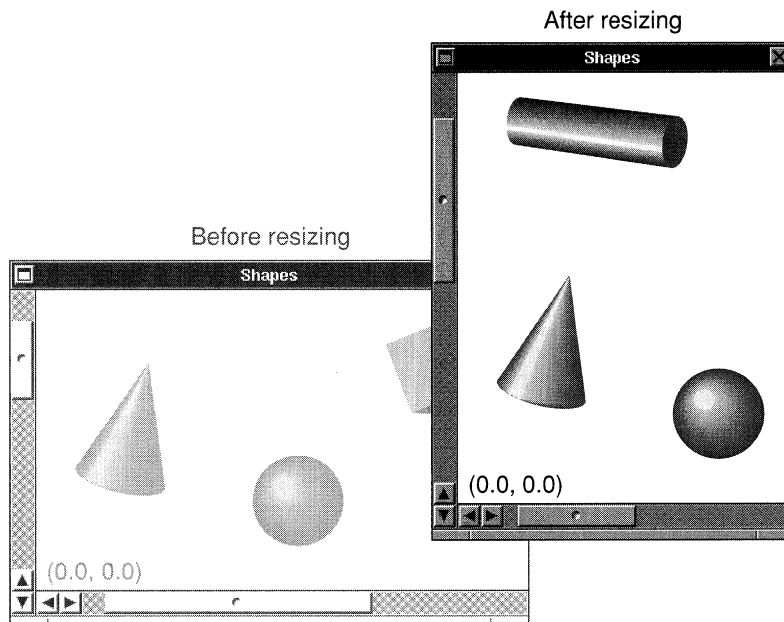 After resizing
Shapes
Before resizing
Shapes
(0.0, 0.0)
(0.0, 0.0)